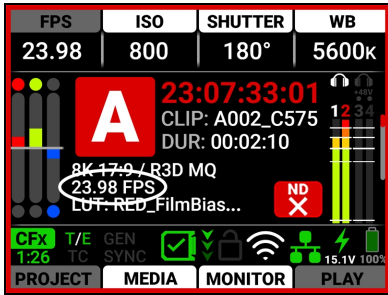 FPS ISO SHUTTER WB
23.98 800 180° 5600K
A
23:07:33:01
CLIP: A002_C575
DUR: 00:02:10
+48V
1 2 3 4
8K 17:9 / R3D MQ
23.98 FPS
LUT: RED_FilmBias...
ND
CFx T/E GEN
1:26 TC SYNC 15.1V 100%
PROJECT MEDIA MONITOR PLAY